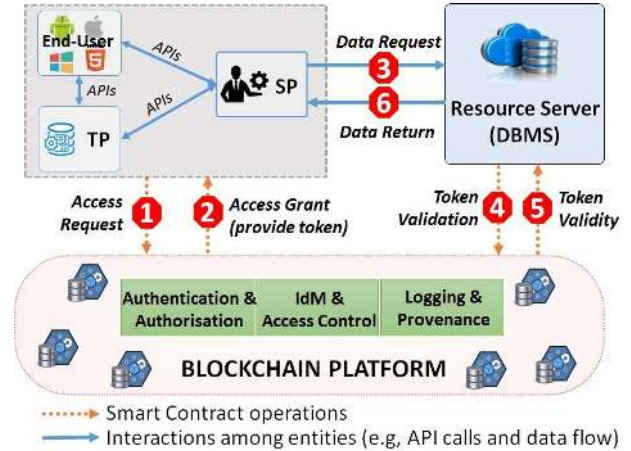 End-User
APIs
APIs
APIs
TP
SP
Data Request
3
6
Data Return
Resource Server
(DBMS)
Access
Request
1
2
Access Grant
(provide token)
Token
Validation
4
5
Token
Validity
Authentication &
Authorisation
IdM &
Access Control
Logging &
Provenance
BLOCKCHAIN PLATFORM
Smart Contract operations
Interactions among entities (e.g, API calls and data flow)